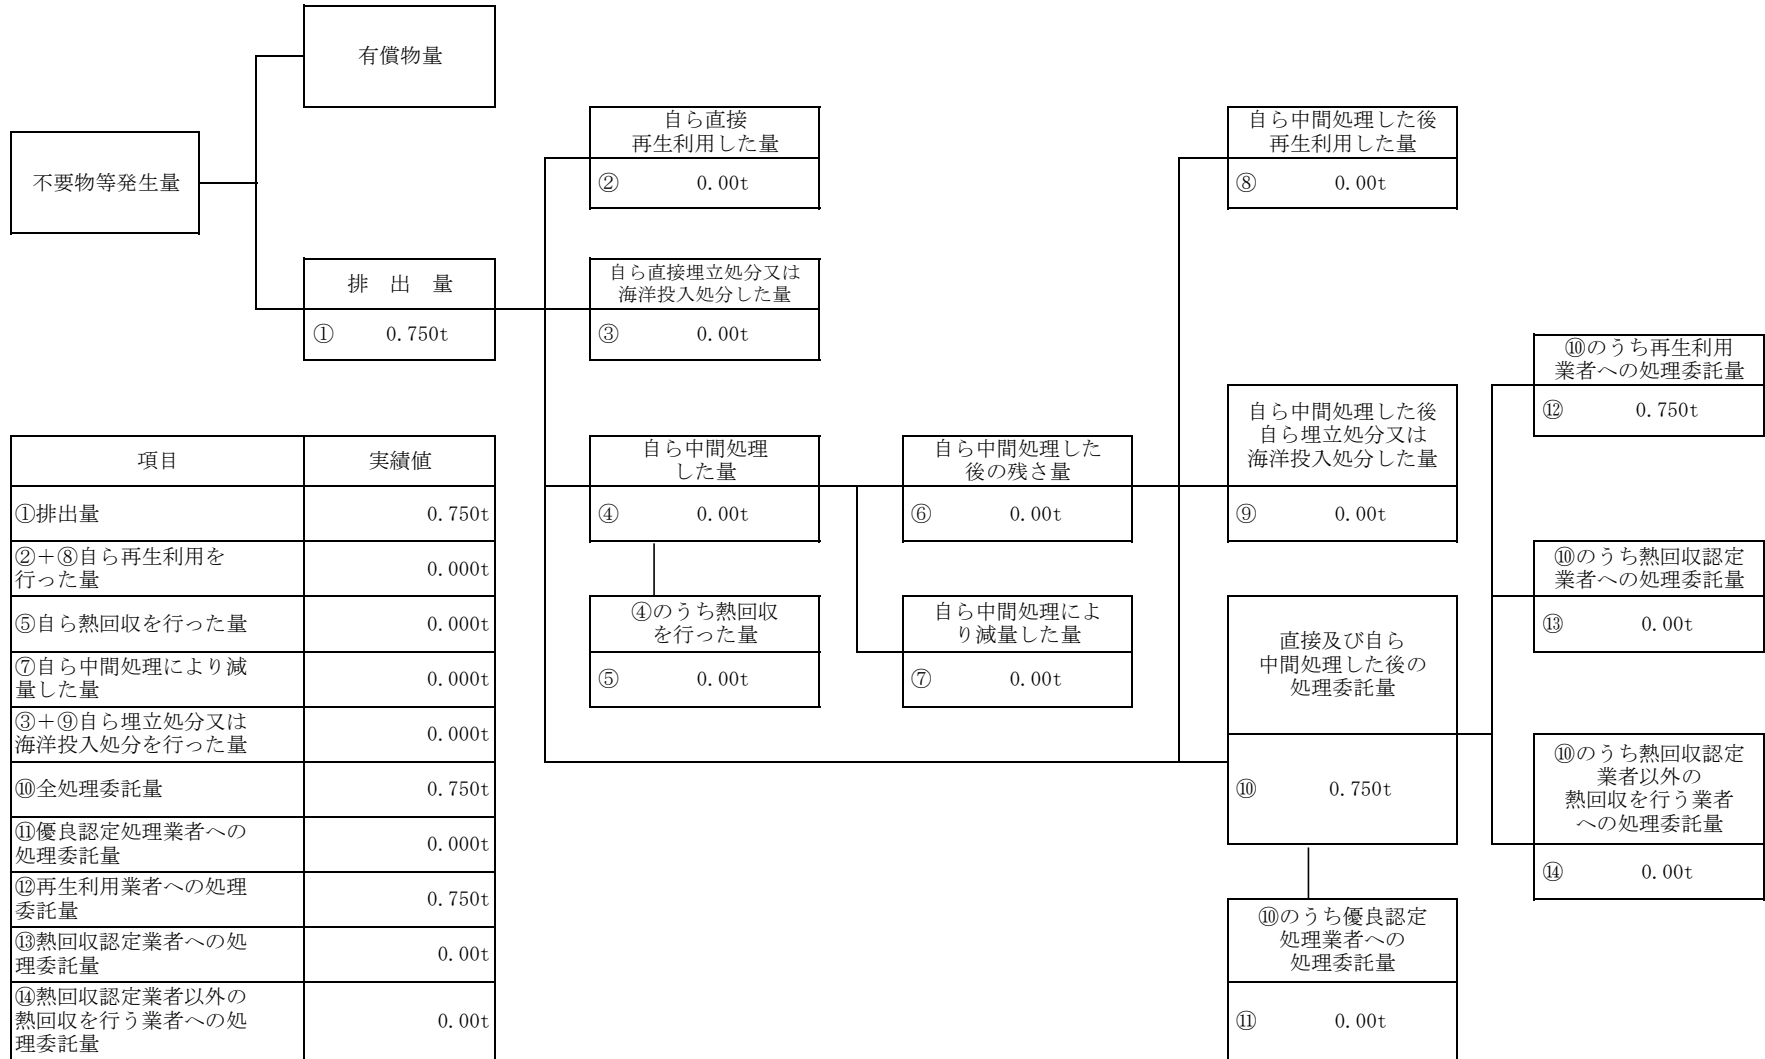 有償物量
不要物等発生量
排 出 量
① 0.750t
自ら直接
再生利用した量
② 0.00t
自ら直接埋立処分又は
海洋投入処分した量
③ 0.00t
自ら中間処理
した量
④ 0.00t
④のうち熱回収
を行った量
⑤ 0.00t
自ら中間処理した
後の残さ量
⑥ 0.00t
自ら中間処理によ
り減量した量
⑦ 0.00t
自ら中間処理した後
再生利用した量
⑧ 0.00t
自ら中間処理した後
自ら埋立処分又は
海洋投入処分した量
⑨ 0.00t
直接及び自ら
中間処理した後の
処理委託量
⑩ 0.750t
⑩のうち優良認定
処理業者への
処理委託量
⑪ 0.00t
⑩のうち再生利用
業者への処理委託量
⑫ 0.750t
⑩のうち熱回収認定
業者への処理委託量
⑬ 0.00t
⑩のうち熱回収認定
業者以外の
熱回収を行う業者
への処理委託量
⑭ 0.00t
項目 実績値
①排出量 0.750t
②+⑧自ら再生利用を
行った量 0.000t
⑤自ら熱回収を行った量 0.000t
⑦自ら中間処理により減
量した量 0.000t
③+⑨自ら埋立処分又は
海洋投入処分を行った量 0.000t
⑩全処理委託量 0.750t
⑪優良認定処理業者への
処理委託量 0.000t
⑫再生利用業者への処理
委託量 0.750t
⑬熱回収認定業者への処
理委託量 0.00t
⑭熱回収認定業者以外の
熱回収を行う業者への処
理委託量 0.00t